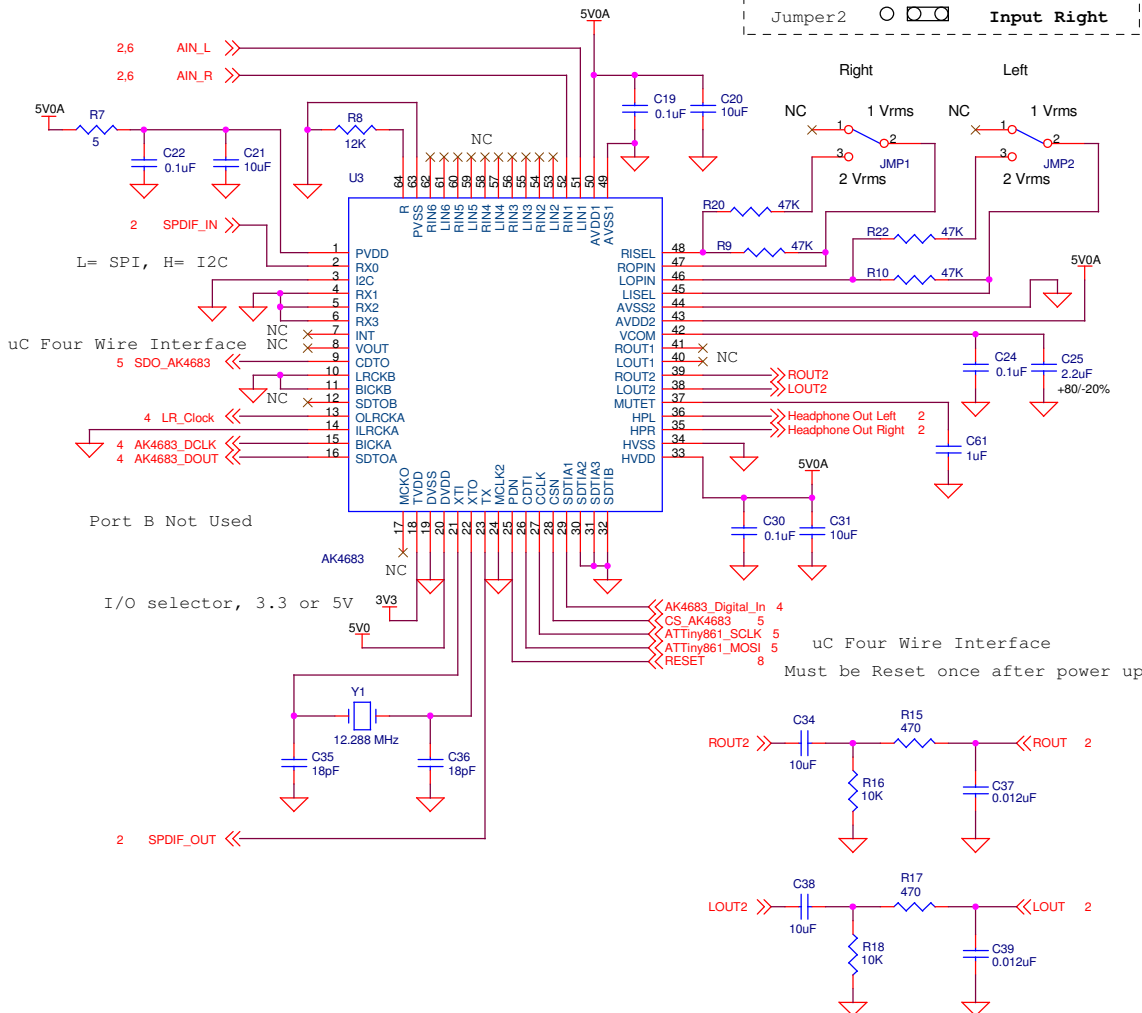 Jumper2 Input Right
5V0A
2,6 AIN_L
2,6 AIN_R
Right Left
5V0A
R7
5
C22
0.1uF
C21
10uF
R8
12K
NC
C19
0.1uF
C20
10uF
NC 1 Vrms
1
2
3
JMP1
2 Vrms
NC 1 Vrms
1
2
3
JMP2
2 Vrms
U3
64 63 62 61 60 59 58 57 56 55 54 53 52 51 50 49
R PVSS RIN6 LIN6 RIN5 LIN5 RIN4 LIN4 RIN3 LIN3 RIN2 LIN2 RIN1 LIN1 AVDD1 AVSS1
R20 47K
R9 47K
R22 47K
R10 47K
5V0A
2 SPDIF_IN
L= SPI, H= I2C
1 PVDD
2 RX0
3 I2C
4 RX1
5 RX2
6 RX3
NC 7 INT
uC Four Wire Interface
NC 8 VOUT
5 SDO_AK4683 9 CDTO
10 LRCKB
11 BICKB
NC 12 SDTOB
4 LR_Clock 13 OLRCKA
14 ILRCKA
4 AK4683_DCLK 15 BICKA
4 AK4683_DOUT 16 SDTOA
RISEL 48
ROPIN 47
LOPIN 46
LISEL 45
AVSS2 44
AVDD2 43
VCOM 42
ROUT1 41
LOUT1 40 NC
ROUT2 39 ROUT2
LOUT2 38 LOUT2
MUTET 37
HPL 36 Headphone Out Left 2
HPR 35 Headphone Out Right 2
HVSS 34
HVDD 33
C24
0.1uF
C25
2.2uF
+80/-20%
C61
1uF
5V0A
C30
0.1uF
C31
10uF
MCKO TVDD DVSS DVDD XTI XTO TX MCLK2 PDN CDTI CCLK CSN SDTIA1 SDTIA2 SDTIA3 SDTIB
17 18 19 20 21 22 23 24 25 26 27 28 29 30 31 32
Port B Not Used
AK4683
NC
I/O selector, 3.3 or 5V
3V3
5V0
AK4683_Digital_In 4
CS_AK4683 5
ATTiny861_SCLK 5
ATTiny861_MOSI 5
RESET 8
uC Four Wire Interface
Must be Reset once after power up
Y1
12.288 MHz
C35
18pF
C36
18pF
2 SPDIF_OUT
ROUT2
C34
10uF
R15
470
ROUT 2
R16
10K
C37
0.012uF
LOUT2
C38
10uF
R17
470
LOUT 2
R18
10K
C39
0.012uF